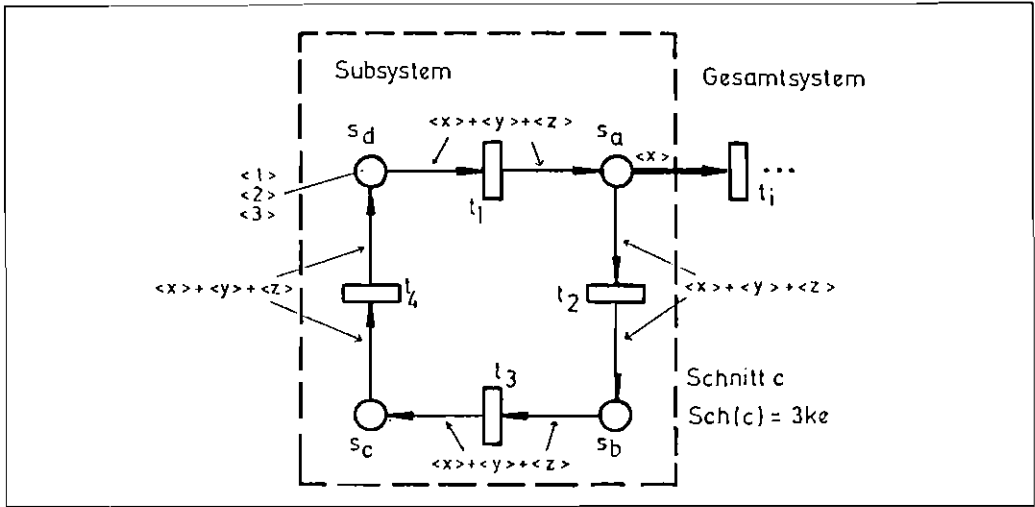 Subsystem
Gesamtsystem
<x>+<y>+<z>
s_d
s_a
<x>
<1>
<2>
<3>
t_1
t_i
...
<x>+<y>+<z>
t_4
t_2
<x>+<y>+<z>
t_3
Schnitt c
Sch(c) = 3ke
s_c
s_b
<x>+<y>+<z>